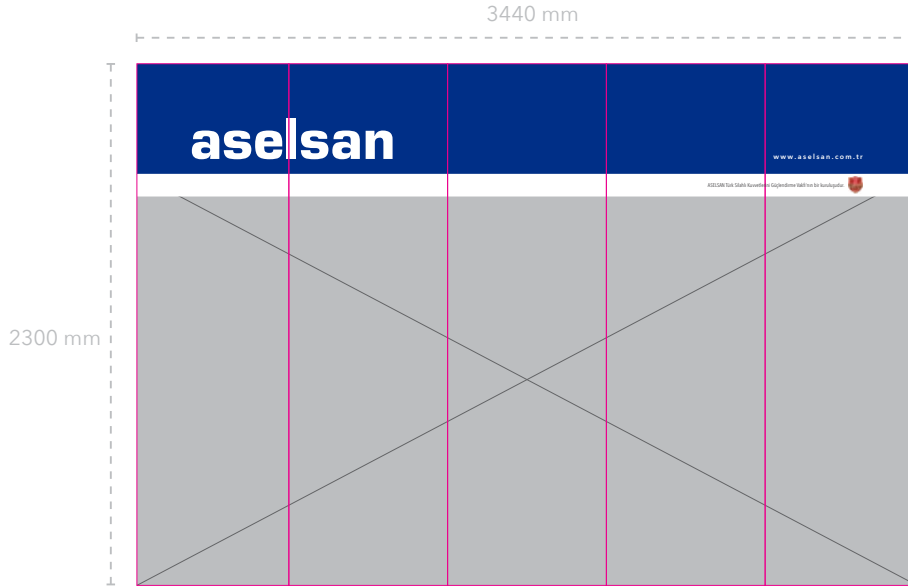 3440 mm
aselsan
www.aselsan.com.tr
ASELSAN Türk Silahlı Kuvvetlerini Güçlendirme Vakfı'nın bir kuruluşudur.
2300 mm